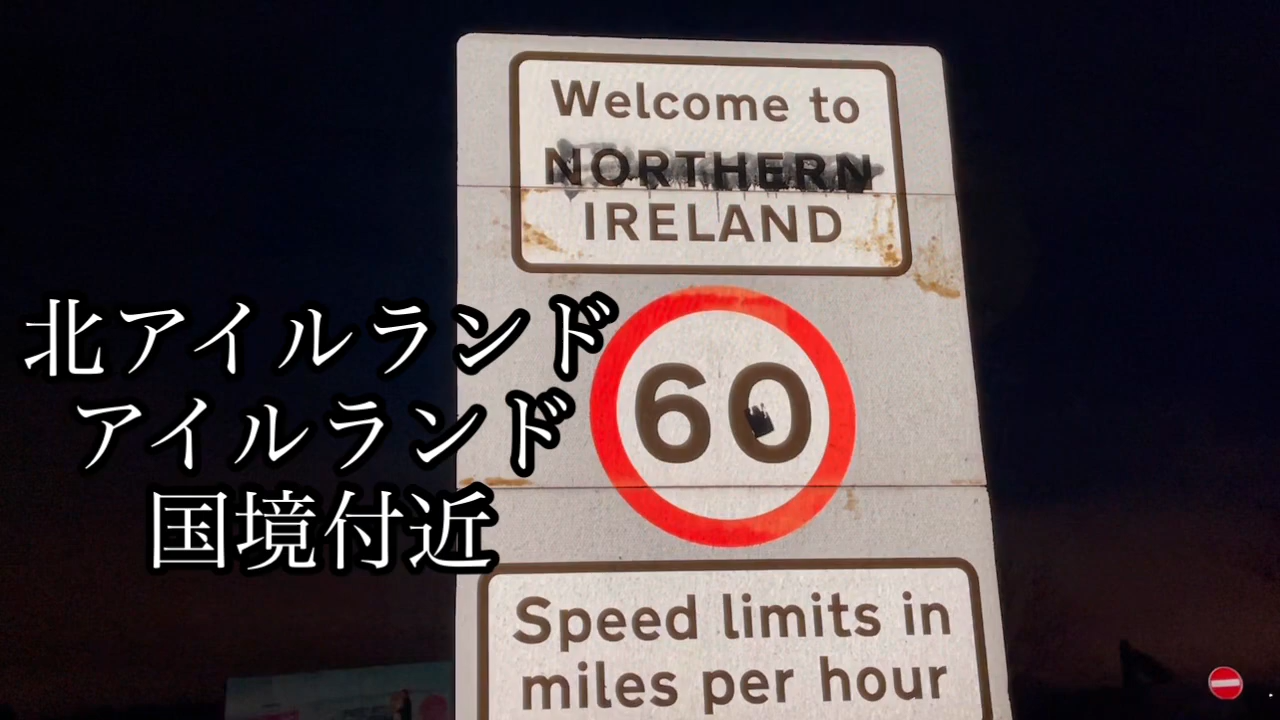 Welcome to
NORTHERN
IRELAND
60
Speed limits in
miles per hour
北アイルランド
アイルランド
国境付近